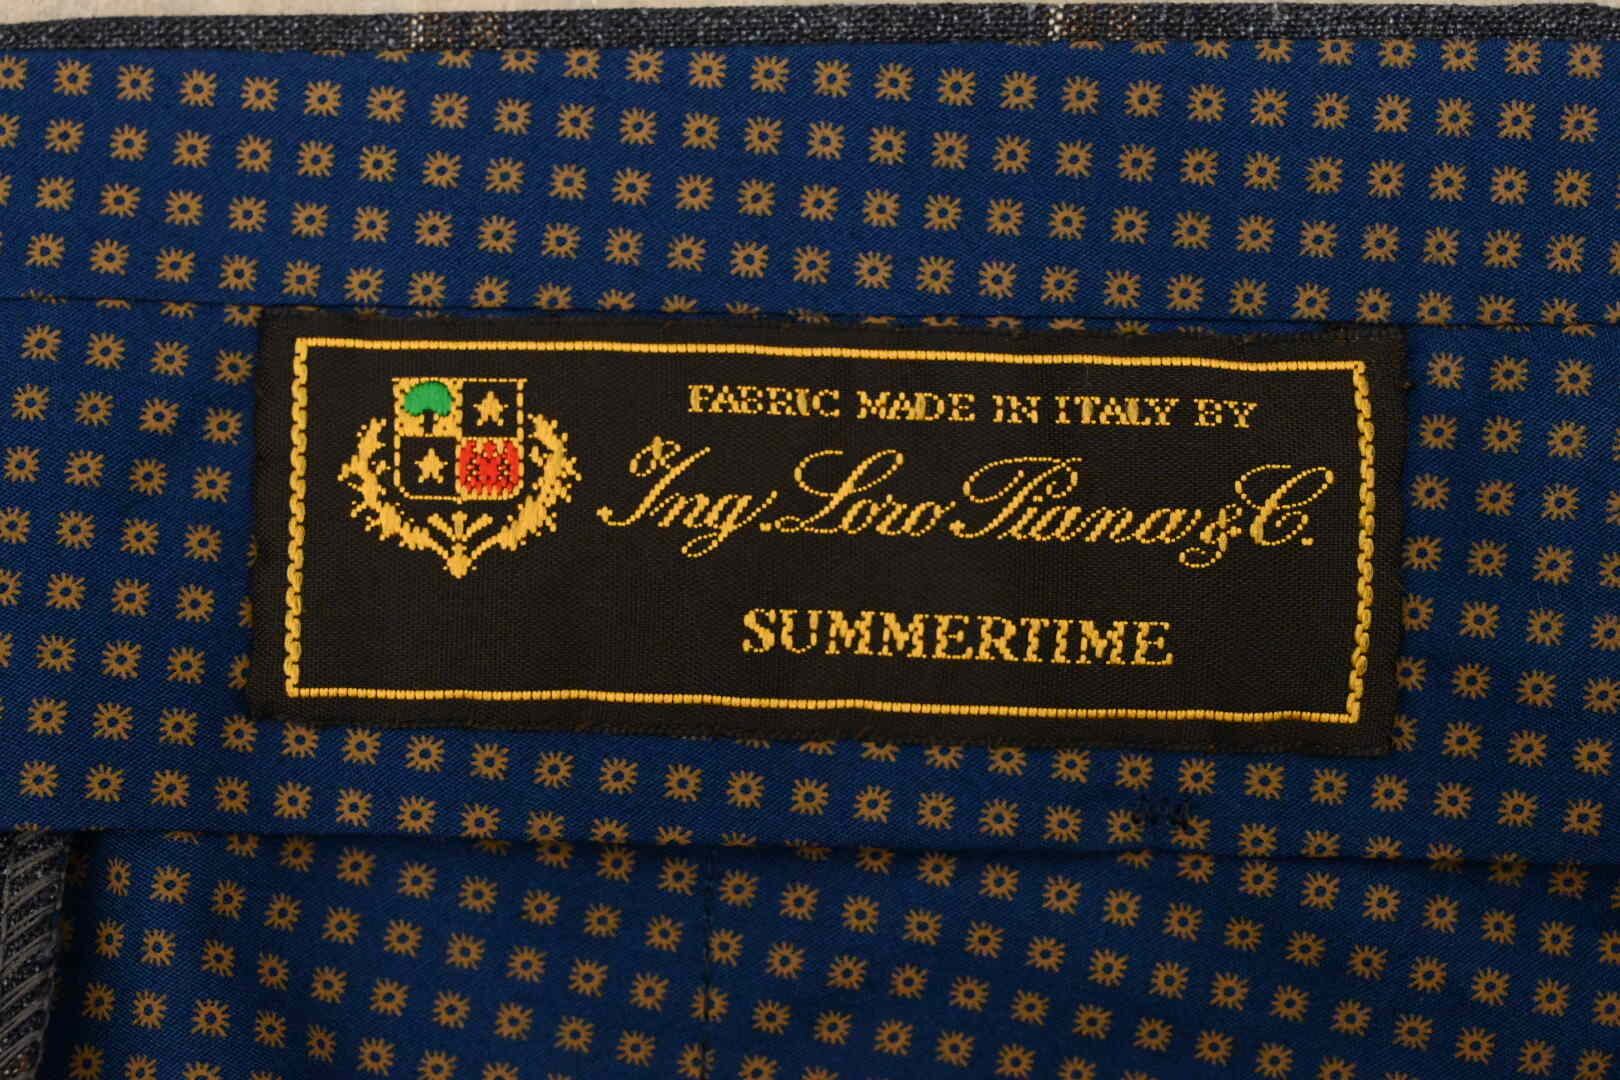 FABRIC MADE IN ITALY BY
Ing. Loro Piana & C.
SUMMERTIME